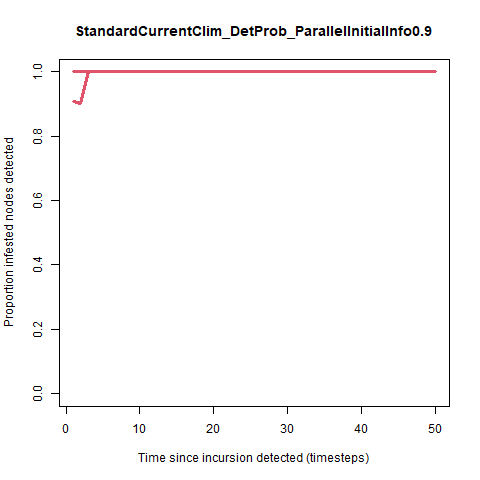 StandardCurrentClim_DetProb_ParallelInitialInfo0.9
Proportion infested nodes detected
1.0
0.8
0.6
0.4
0.2
0.0
0 10 20 30 40 50
Time since incursion detected (timesteps)